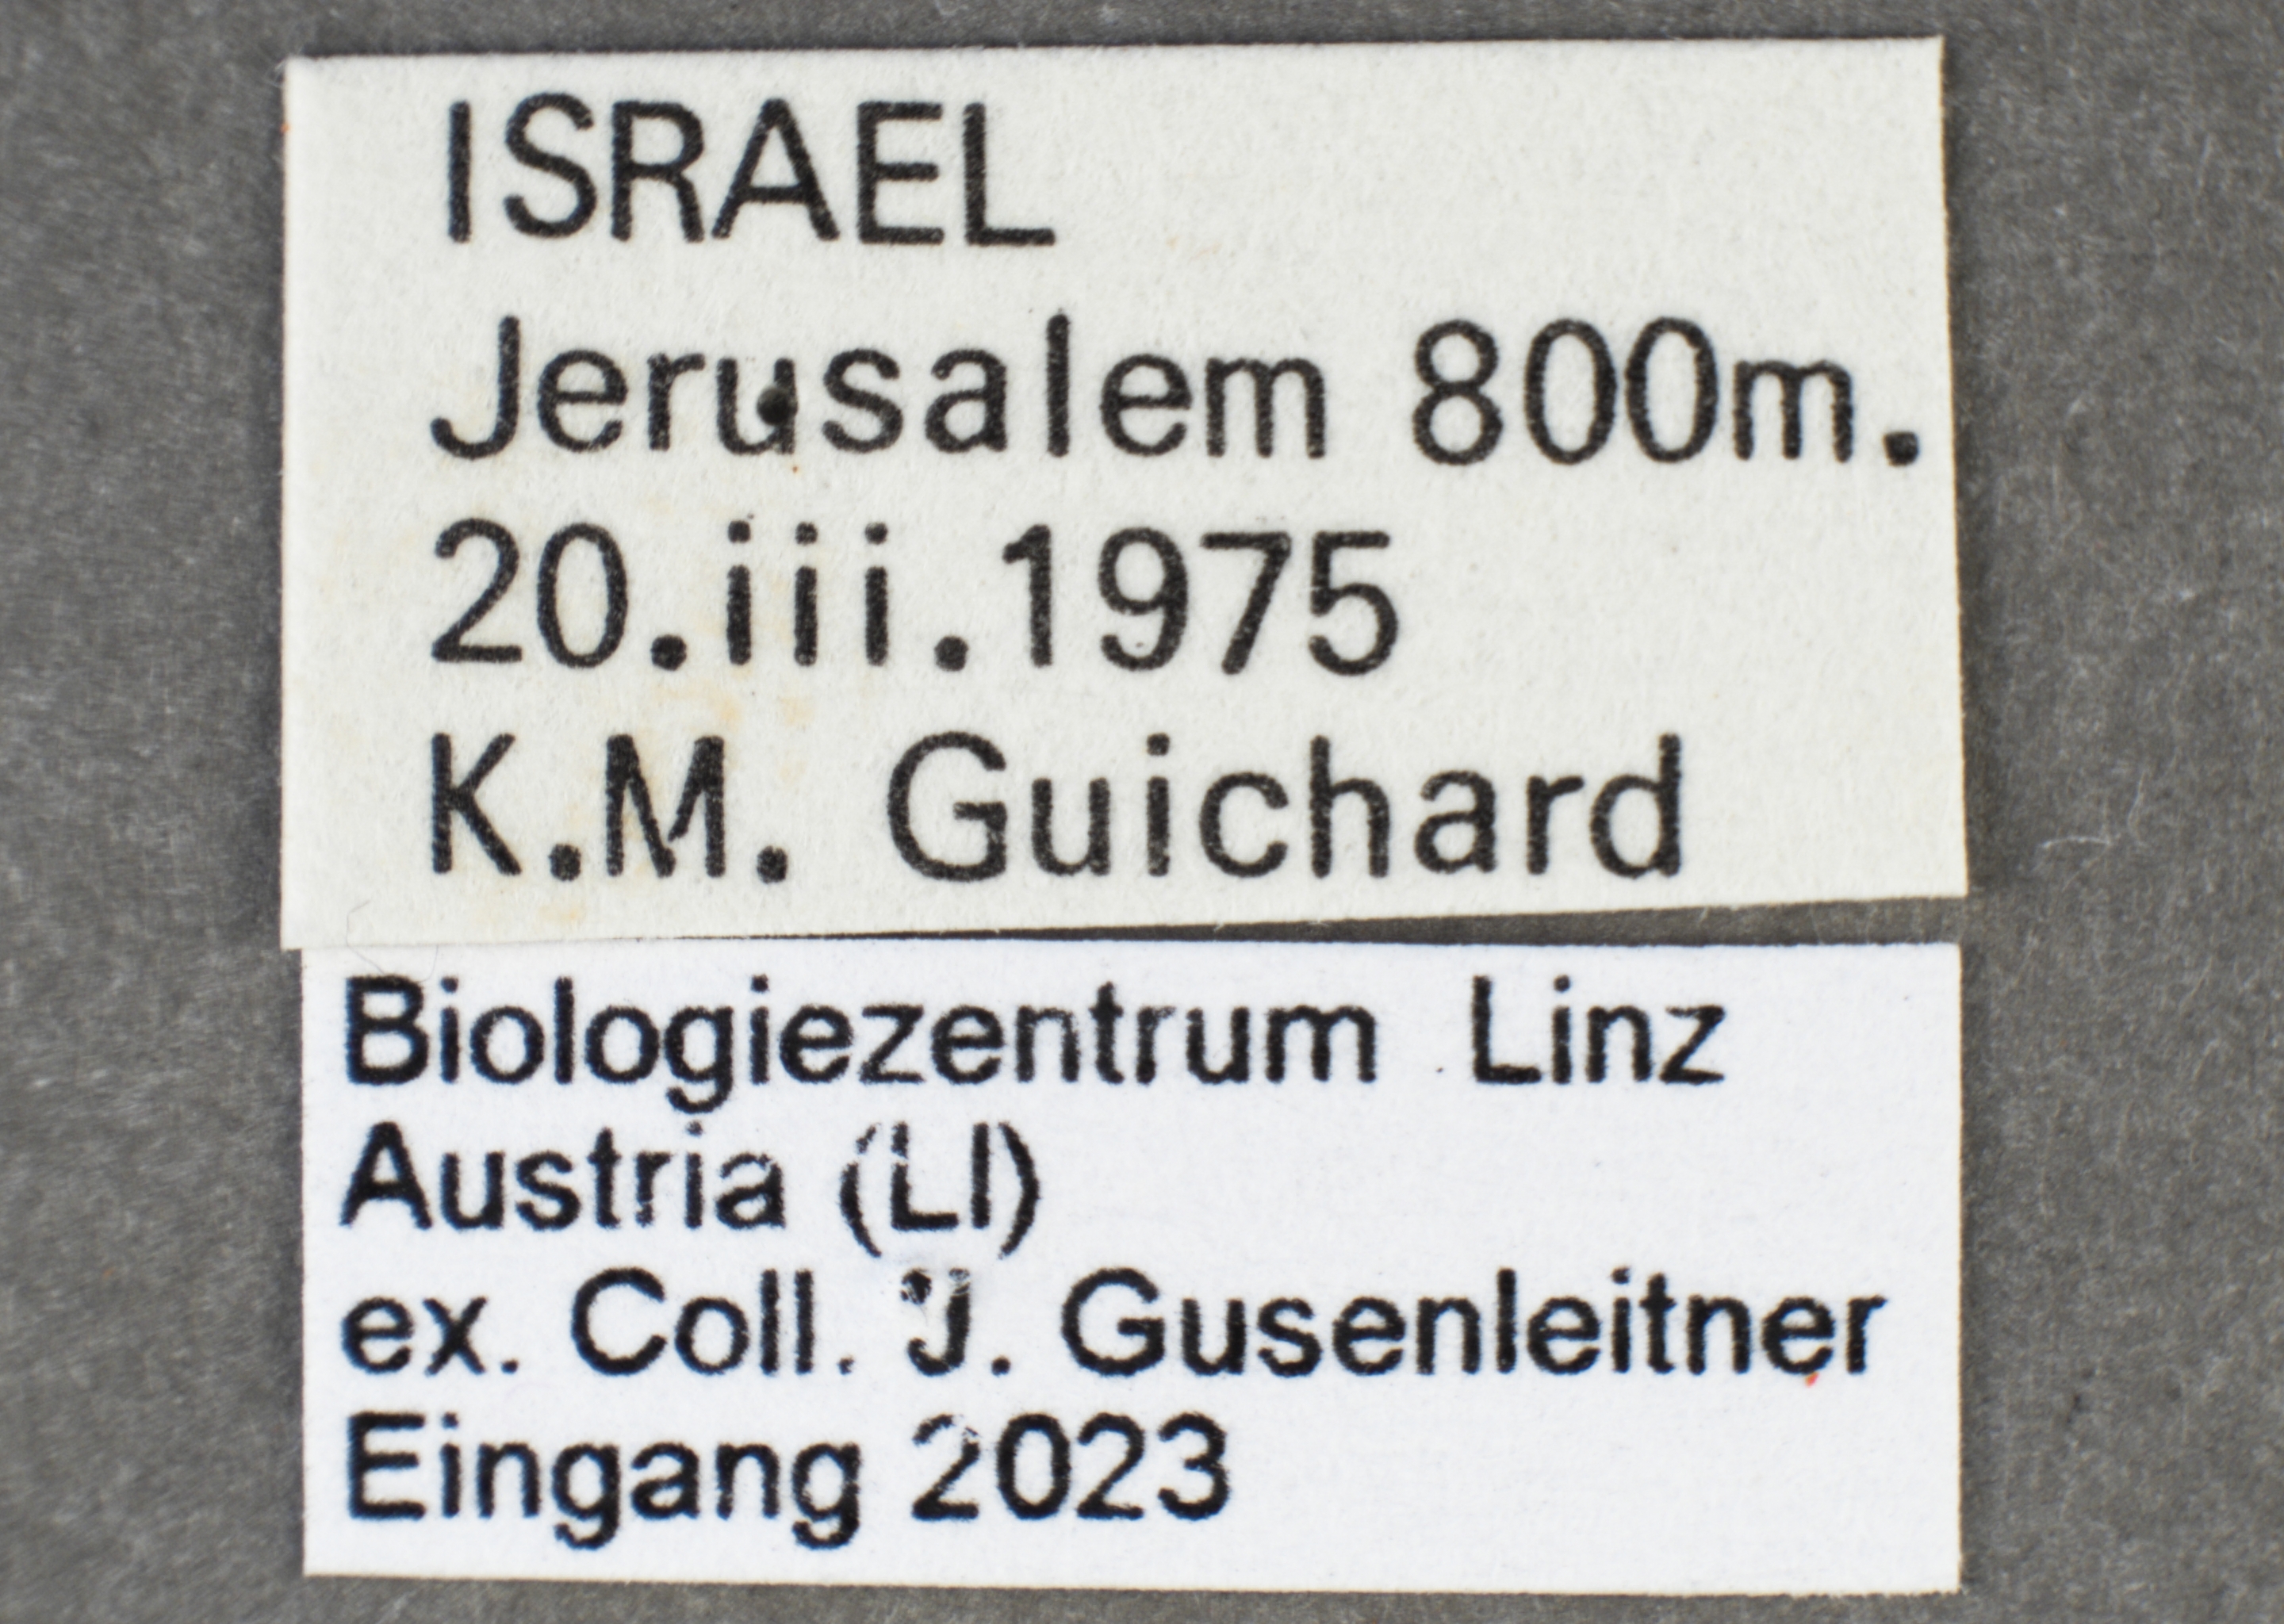 ISRAEL
Jerusalem 800m.
20.iii.1975
K.M. Guichard
Biologiezentrum Linz
Austria (LI)
ex. Coll. J. Gusenleitner
Eingang 2023